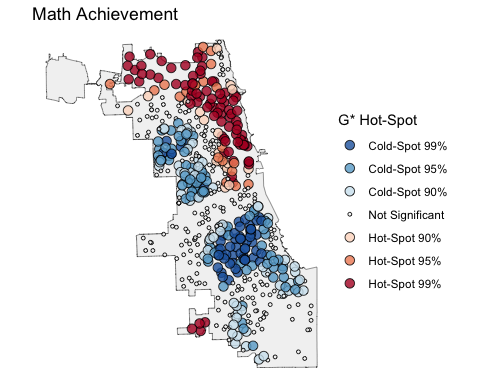 Math Achievement
G* Hot-Spot
Cold-Spot 99%
Cold-Spot 95%
Cold-Spot 90%
Not Significant
Hot-Spot 90%
Hot-Spot 95%
Hot-Spot 99%